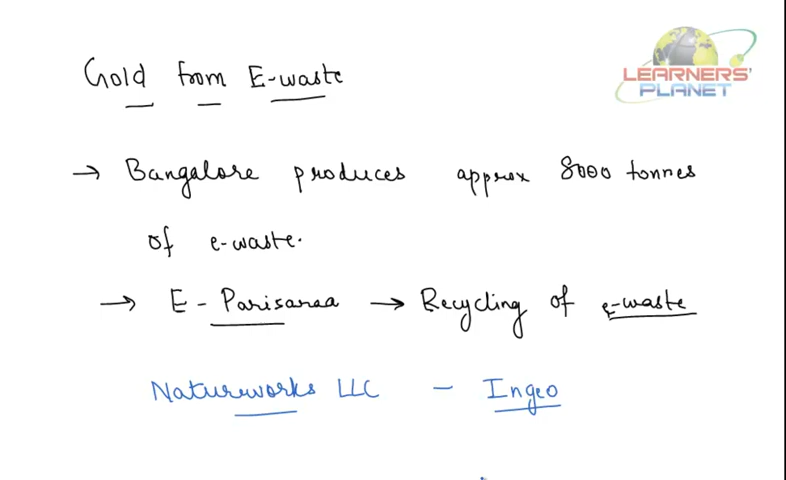 LEARNERS'
PLANET
Gold from E-waste
→ Bangalore produces approx 8000 tonnes
of e-waste.
→ E - Parisaraa → Recycling of e-waste
Natureworks LLC - Ingeo